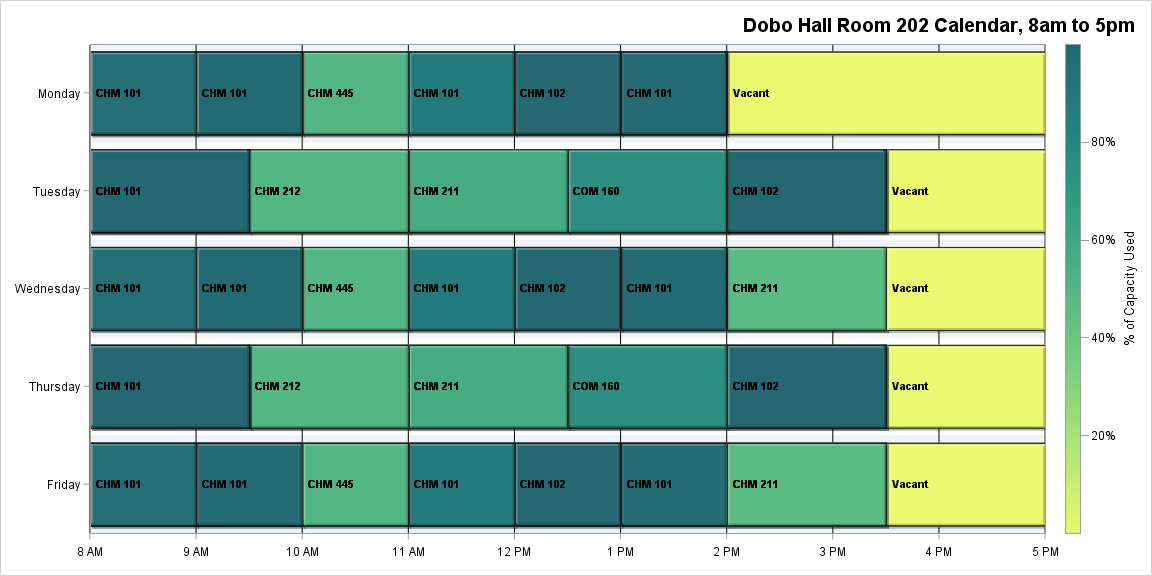 Dobo Hall Room 202 Calendar, 8am to 5pm
Monday CHM 101 CHM 101 CHM 445 CHM 101 CHM 102 CHM 101 Vacant
Tuesday CHM 101 CHM 212 CHM 211 COM 160 CHM 102 Vacant
Wednesday CHM 101 CHM 101 CHM 445 CHM 101 CHM 102 CHM 101 CHM 211 Vacant
Thursday CHM 101 CHM 212 CHM 211 COM 160 CHM 102 Vacant
Friday CHM 101 CHM 101 CHM 445 CHM 101 CHM 102 CHM 101 CHM 211 Vacant
8 AM 9 AM 10 AM 11 AM 12 PM 1 PM 2 PM 3 PM 4 PM 5 PM
80%
60%
40%
20%
% of Capacity Used